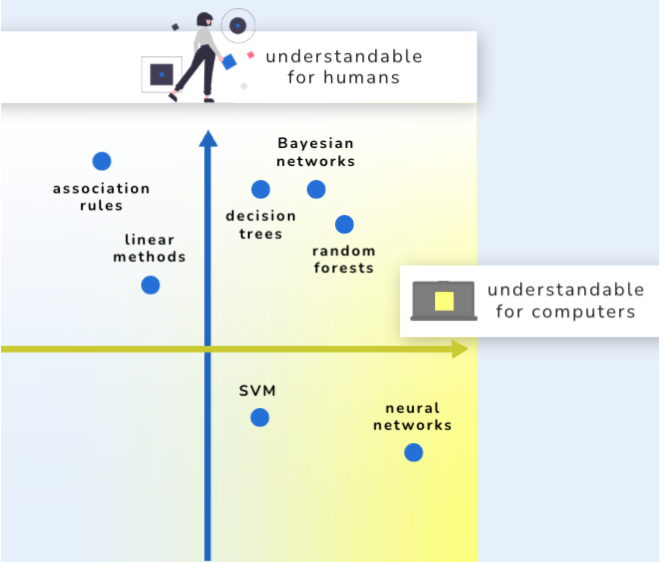 understandable
for humans
Bayesian
networks
association
rules
decision
trees
linear
methods
random
forests
understandable
for computers
SVM
neural
networks